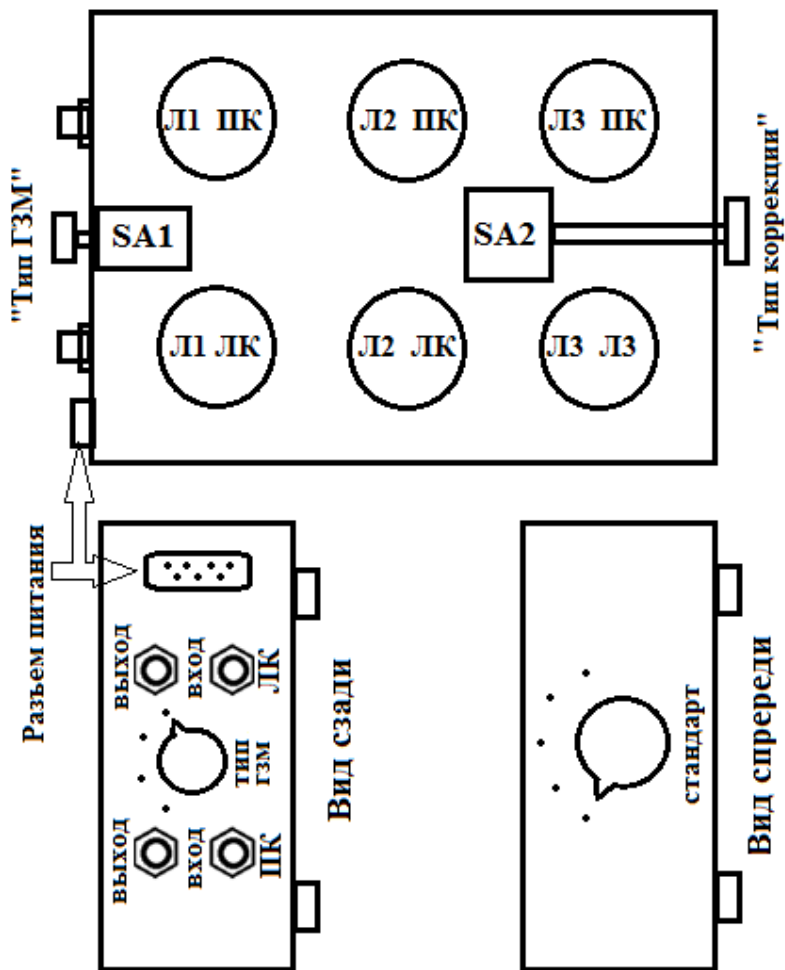 Л1 ПК
Л2 ПК
Л3 ПК
"Тип ГЗМ"
SA1
SA2
"Тип коррекции"
Л1 ЛК
Л2 ЛК
Л3 Л3
Разъем питания
выход
вход
ЛК
тип
гзм
выход
вход
ПК
Вид сзади
стандарт
Вид спререди